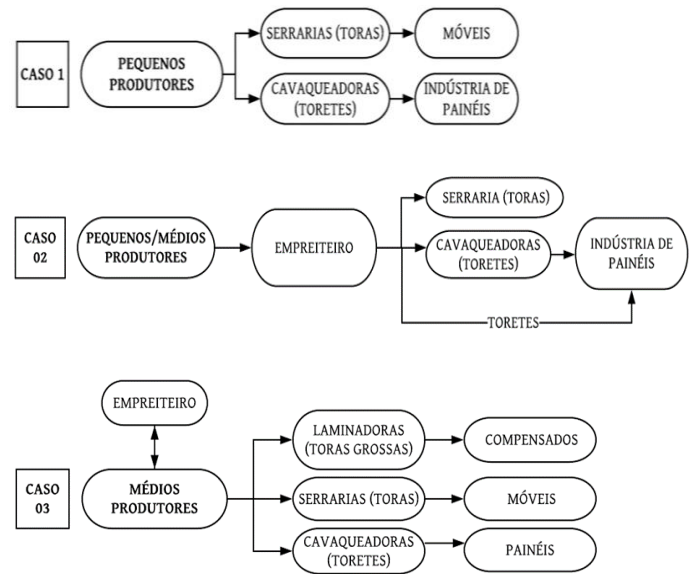 CASO 1
PEQUENOS
PRODUTORES
SERRARIAS (TORAS)
MÓVEIS
CAVAQUEADORAS
(TORETES)
INDÚSTRIA DE
PAINÉIS
CASO
02
PEQUENOS/MÉDIOS
PRODUTORES
EMPREITEIRO
SERRARIA (TORAS)
CAVAQUEADORAS
(TORETES)
INDÚSTRIA DE
PAINÉIS
TORETES
CASO
03
EMPREITEIRO
MÉDIOS
PRODUTORES
LAMINADORAS
(TORAS GROSSAS)
COMPENSADOS
SERRARIAS (TORAS)
MÓVEIS
CAVAQUEADORAS
(TORETES)
PAINÉIS